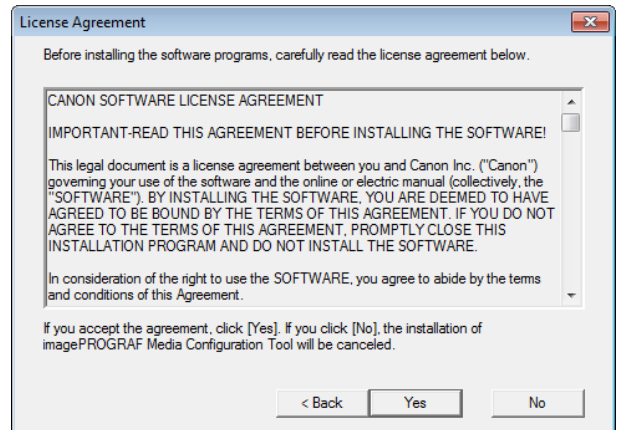 License Agreement
Before installing the software programs, carefully read the license agreement below.
CANON SOFTWARE LICENSE AGREEMENT
IMPORTANT-READ THIS AGREEMENT BEFORE INSTALLING THE SOFTWARE!
This legal document is a license agreement between you and Canon Inc. ("Canon")
governing your use of the software and the online or electric manual (collectively, the
"SOFTWARE"). BY INSTALLING THE SOFTWARE, YOU ARE DEEMED TO HAVE
AGREED TO BE BOUND BY THE TERMS OF THIS AGREEMENT. IF YOU DO NOT
AGREE TO THE TERMS OF THIS AGREEMENT, PROMPTLY CLOSE THIS
INSTALLATION PROGRAM AND DO NOT INSTALL THE SOFTWARE.
In consideration of the right to use the SOFTWARE, you agree to abide by the terms
and conditions of this Agreement.
If you accept the agreement, click [Yes]. If you click [No], the installation of
imagePROGRAF Media Configuration Tool will be canceled.
< Back Yes No